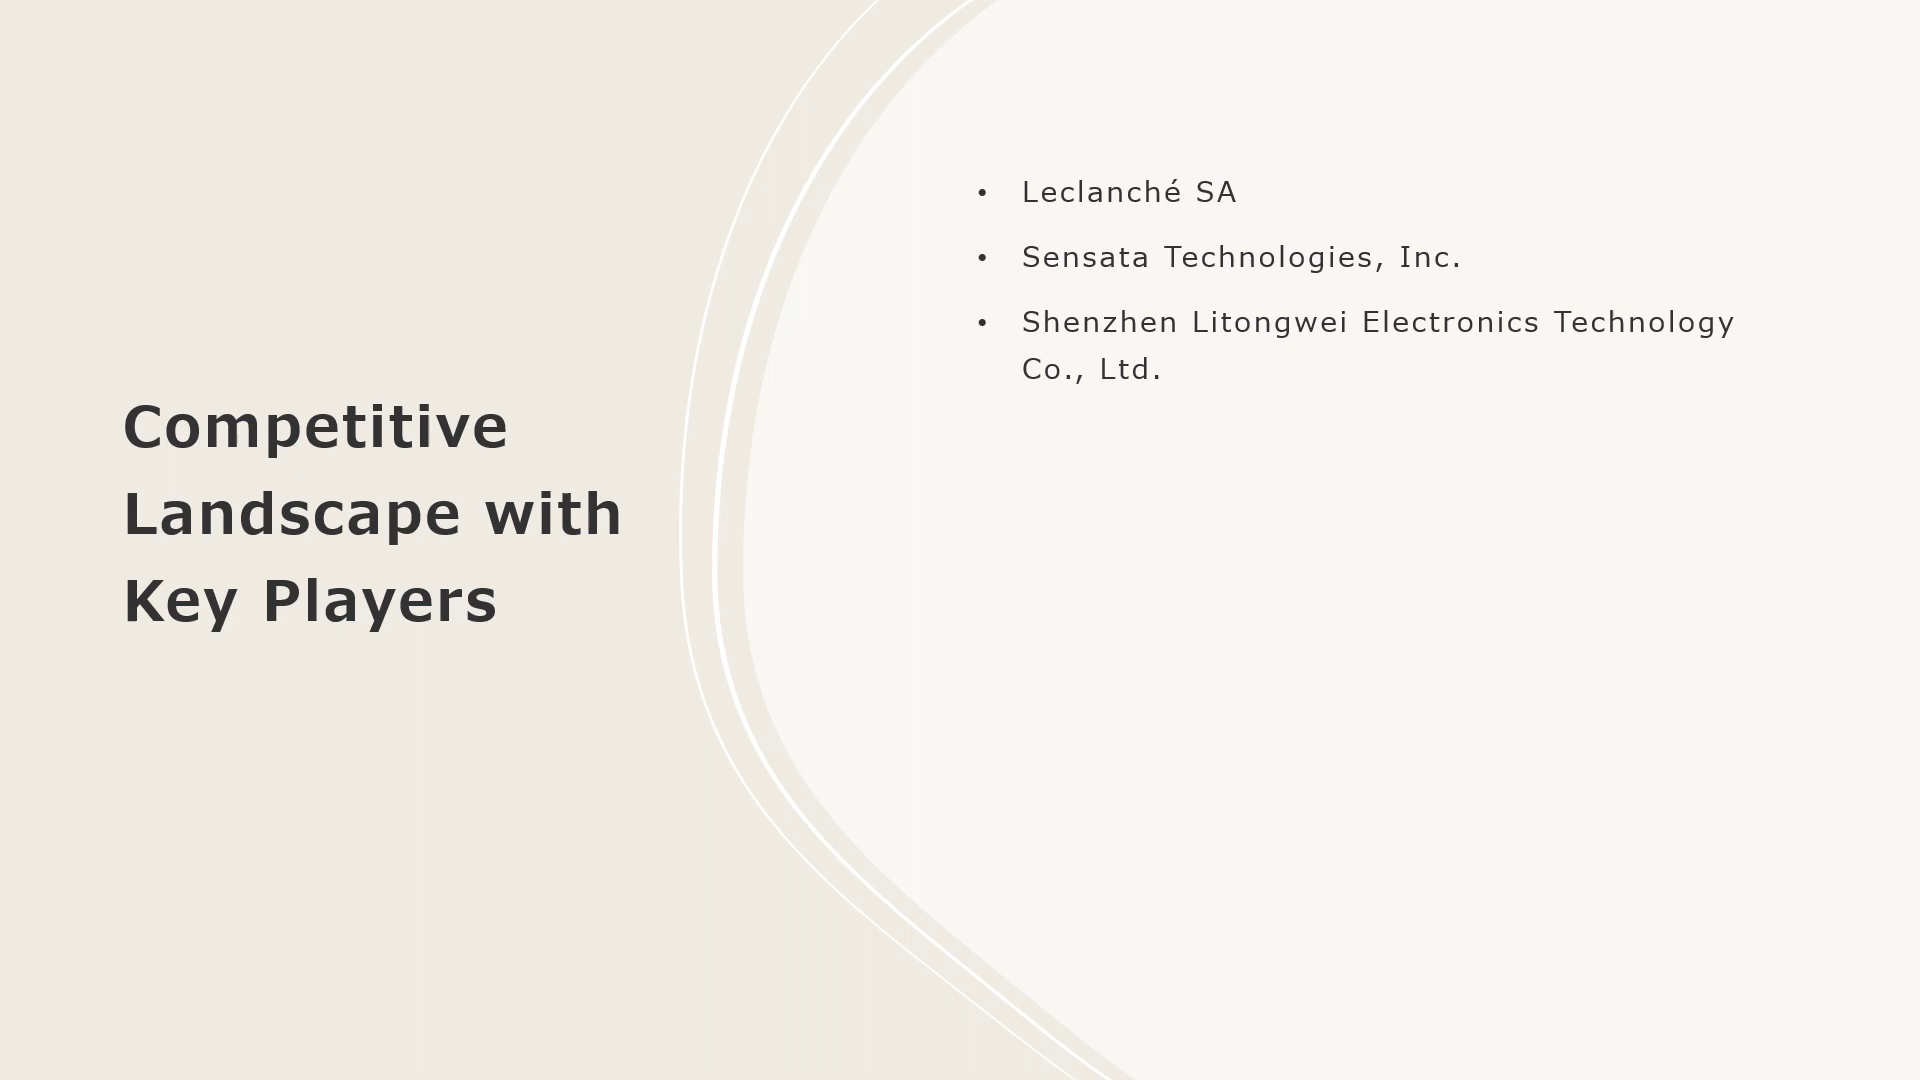 Competitive
Landscape with
Key Players
• Leclanché SA
• Sensata Technologies, Inc.
• Shenzhen Litongwei Electronics Technology
Co., Ltd.